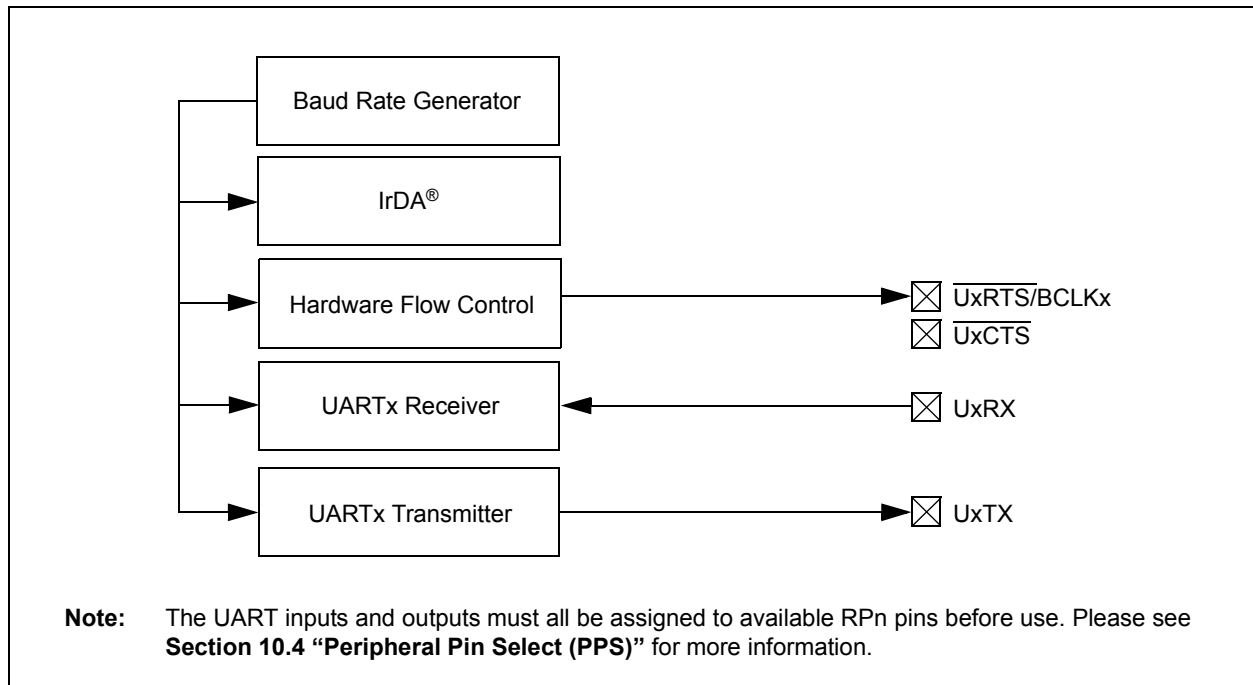 Baud Rate Generator
IrDA®
Hardware Flow Control
UxRTS/BCLKx
UxCTS
UARTx Receiver
UxRX
UARTx Transmitter
UxTX
Note: The UART inputs and outputs must all be assigned to available RPn pins before use. Please see
Section 10.4 “Peripheral Pin Select (PPS)” for more information.